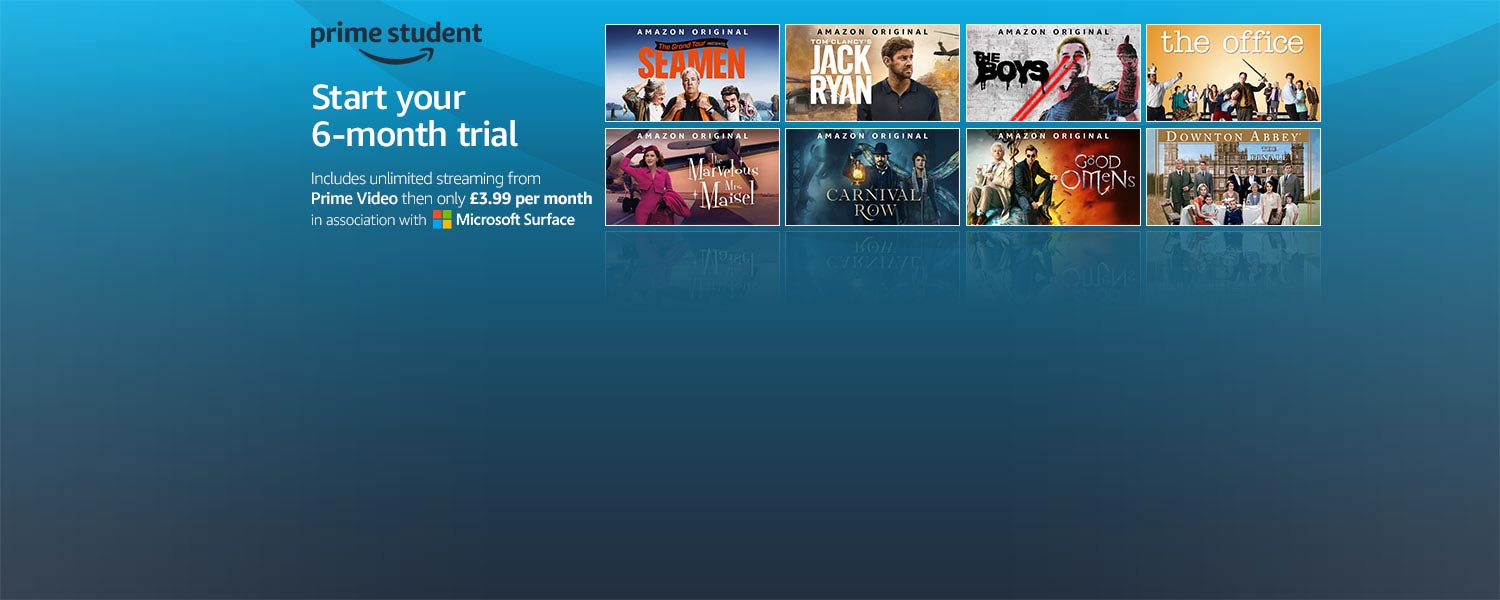 prime student
Start your
6-month trial
Includes unlimited streaming from
Prime Video then only £3.99 per month
in association with Microsoft Surface
AMAZON ORIGINAL
The Grand Tour PRESENTS
SEAMEN
AMAZON ORIGINAL
TOM CLANCY'S
JACK
RYAN
AMAZON ORIGINAL
THE
BOYS
the office
AMAZON ORIGINAL
The
Marvelous
Mrs.
Maisel
AMAZON ORIGINAL
CARNIVAL
ROW
AMAZON ORIGINAL
GOOD
OMENS
DOWNTON ABBEY